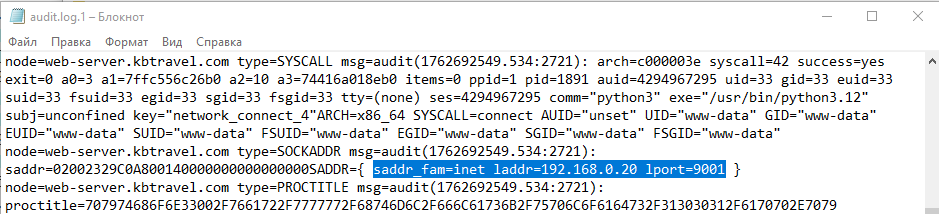 audit.log.1 – Блокнот
Файл Правка Формат Вид Справка
node=web-server.kbtravel.com type=SYSCALL msg=audit(1762692549.534:2721): arch=c000003e syscall=42 success=yes
exit=0 a0=3 a1=7ffc556c26b0 a2=10 a3=74416a018eb0 items=0 ppid=1 pid=1891 auid=4294967295 uid=33 gid=33 euid=33
suid=33 fsuid=33 egid=33 sgid=33 fsgid=33 tty=(none) ses=4294967295 comm="python3" exe="/usr/bin/python3.12"
subj=unconfined key="network_connect_4"ARCH=x86_64 SYSCALL=connect AUID="unset" UID="www-data" GID="www-data"
EUID="www-data" SUID="www-data" FSUID="www-data" EGID="www-data" SGID="www-data" FSGID="www-data"
node=web-server.kbtravel.com type=SOCKADDR msg=audit(1762692549.534:2721):
saddr=02002329C0A800140000000000000000SADDR={ saddr_fam=inet laddr=192.168.0.20 lport=9001 }
node=web-server.kbtravel.com type=PROCTITLE msg=audit(1762692549.534:2721):
proctitle=707974686F6E33002F7661722F7777772F68746D6C2F666C61736B2F75706C6F6164732F313030312F6170702E7079